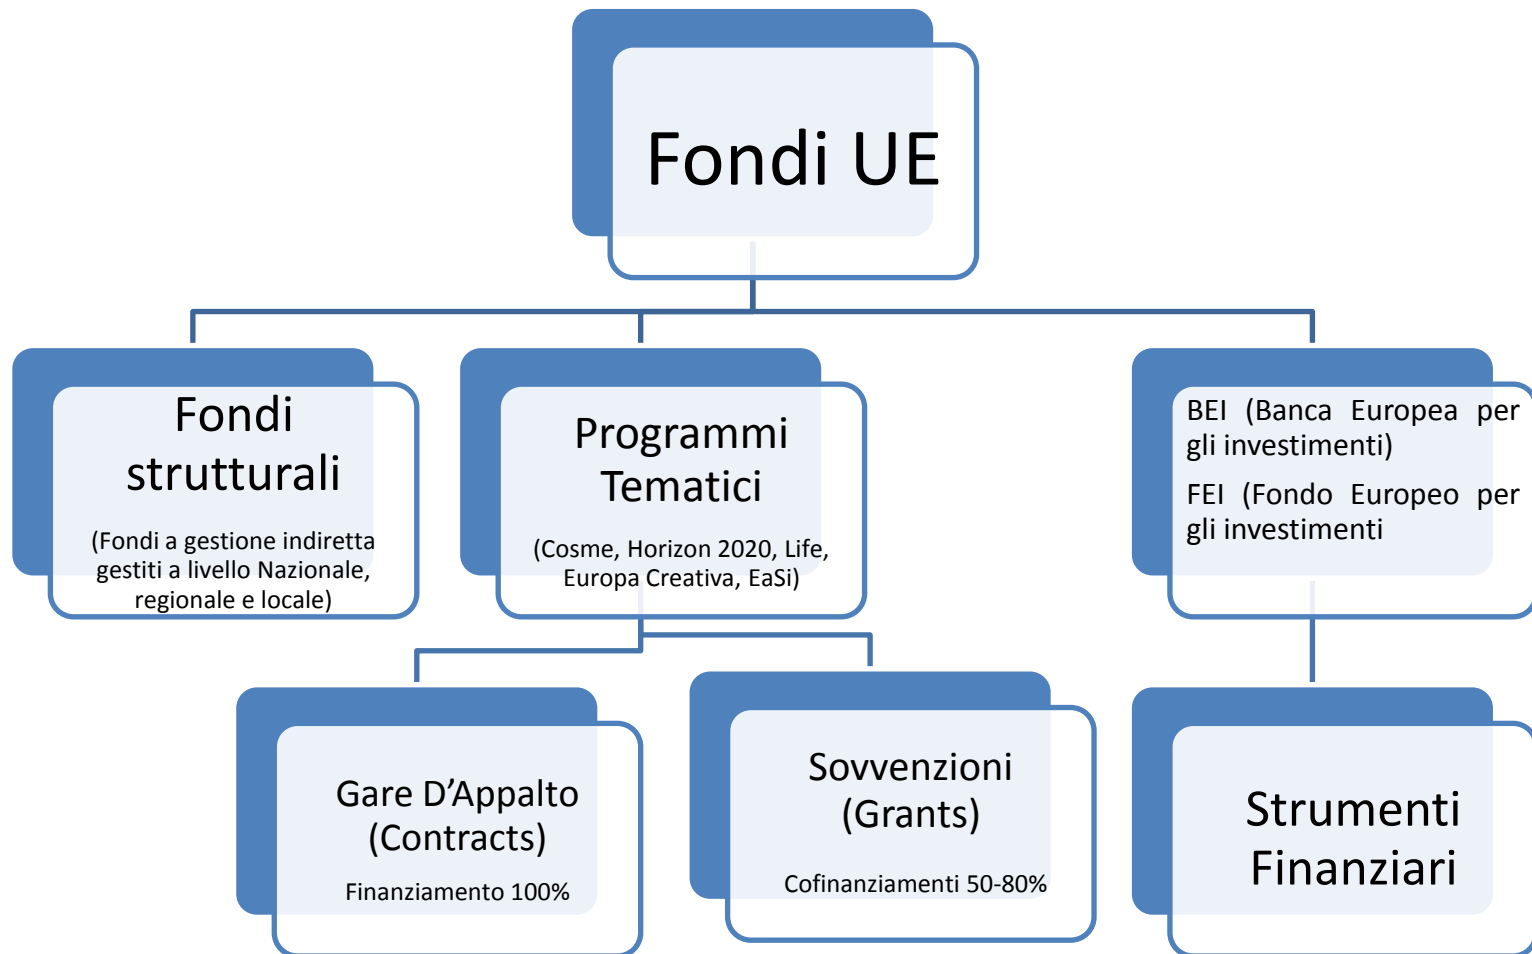 Fondi UE
Fondi
strutturali
(Fondi a gestione indiretta
gestiti a livello Nazionale,
regionale e locale)
Programmi
Tematici
(Cosme, Horizon 2020, Life,
Europa Creativa, EaSi)
BEI (Banca Europea per
gli investimenti)
FEI (Fondo Europeo per
gli investimenti
Gare D’Appalto
(Contracts)
Finanziamento 100%
Sovvenzioni
(Grants)
Cofinanziamenti 50-80%
Strumenti
Finanziari